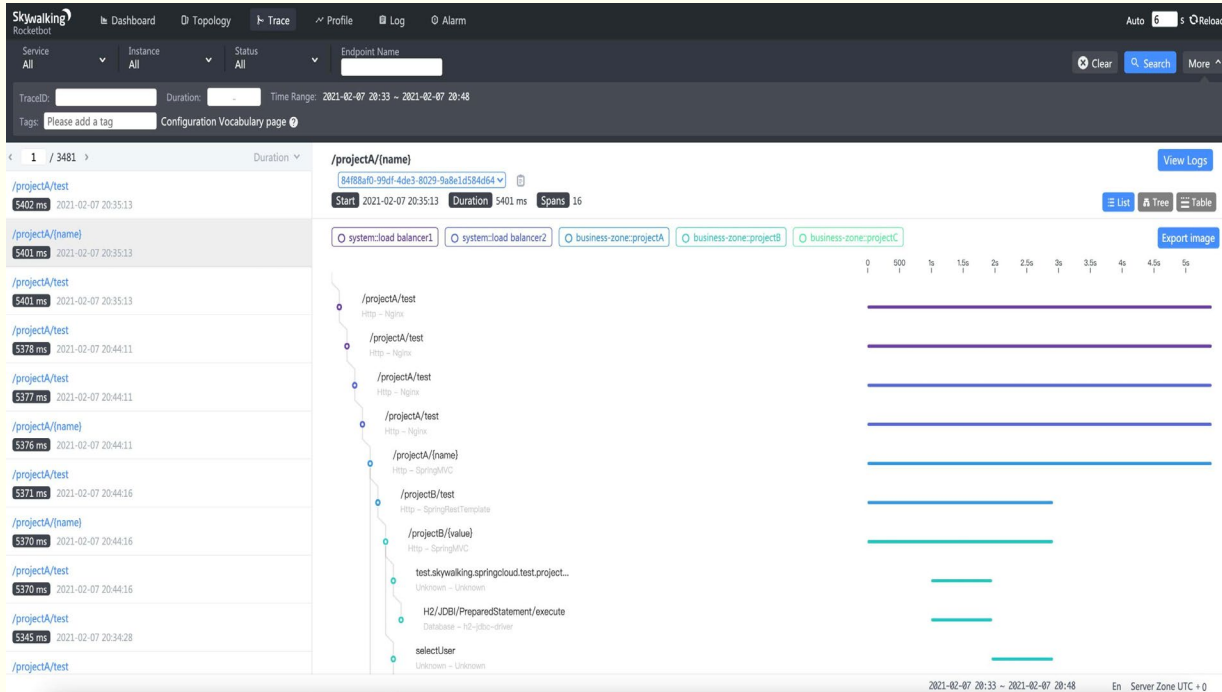 Skywalking
Rocketbot
Dashboard Topology Trace Profile Log Alarm
Auto 6 s Reload
Service Instance Status Endpoint Name
All All All
Clear Search More
TraceID: Duration: - Time Range: 2021-02-07 20:33 ~ 2021-02-07 20:48
Tags: Please add a tag Configuration Vocabulary page ?
1 / 3481 Duration
/projectA/test
5402 ms 2021-02-07 20:35:13
/projectA/{name}
5401 ms 2021-02-07 20:35:13
/projectA/test
5401 ms 2021-02-07 20:35:13
/projectA/test
5378 ms 2021-02-07 20:44:11
/projectA/test
5377 ms 2021-02-07 20:44:11
/projectA/{name}
5376 ms 2021-02-07 20:44:11
/projectA/test
5371 ms 2021-02-07 20:44:16
/projectA/{name}
5370 ms 2021-02-07 20:44:16
/projectA/test
5370 ms 2021-02-07 20:44:16
/projectA/test
5345 ms 2021-02-07 20:34:28
/projectA/test
/projectA/{name}
View Logs
84f88af0-99df-4de3-8029-9a8e1d584d64
Start 2021-02-07 20:35:13 Duration 5401 ms Spans 16
List Tree Table
system::load balancer1 system::load balancer2 business-zone::projectA business-zone::projectB business-zone::projectC
Export image
0 500 1s 1.5s 2s 2.5s 3s 3.5s 4s 4.5s 5s
/projectA/test
Http - Nginx
/projectA/test
Http - Nginx
/projectA/test
Http - Nginx
/projectA/test
Http - Nginx
/projectA/{name}
Http - SpringMVC
/projectB/test
Http - SpringRestTemplate
/projectB/{value}
Http - SpringMVC
test.skywalking.springcloud.test.project...
Unknown - Unknown
H2/JDBI/PreparedStatement/execute
Database - h2-jdbc-driver
selectUser
Unknown - Unknown
2021-02-07 20:33 ~ 2021-02-07 20:48 En Server Zone UTC + 0